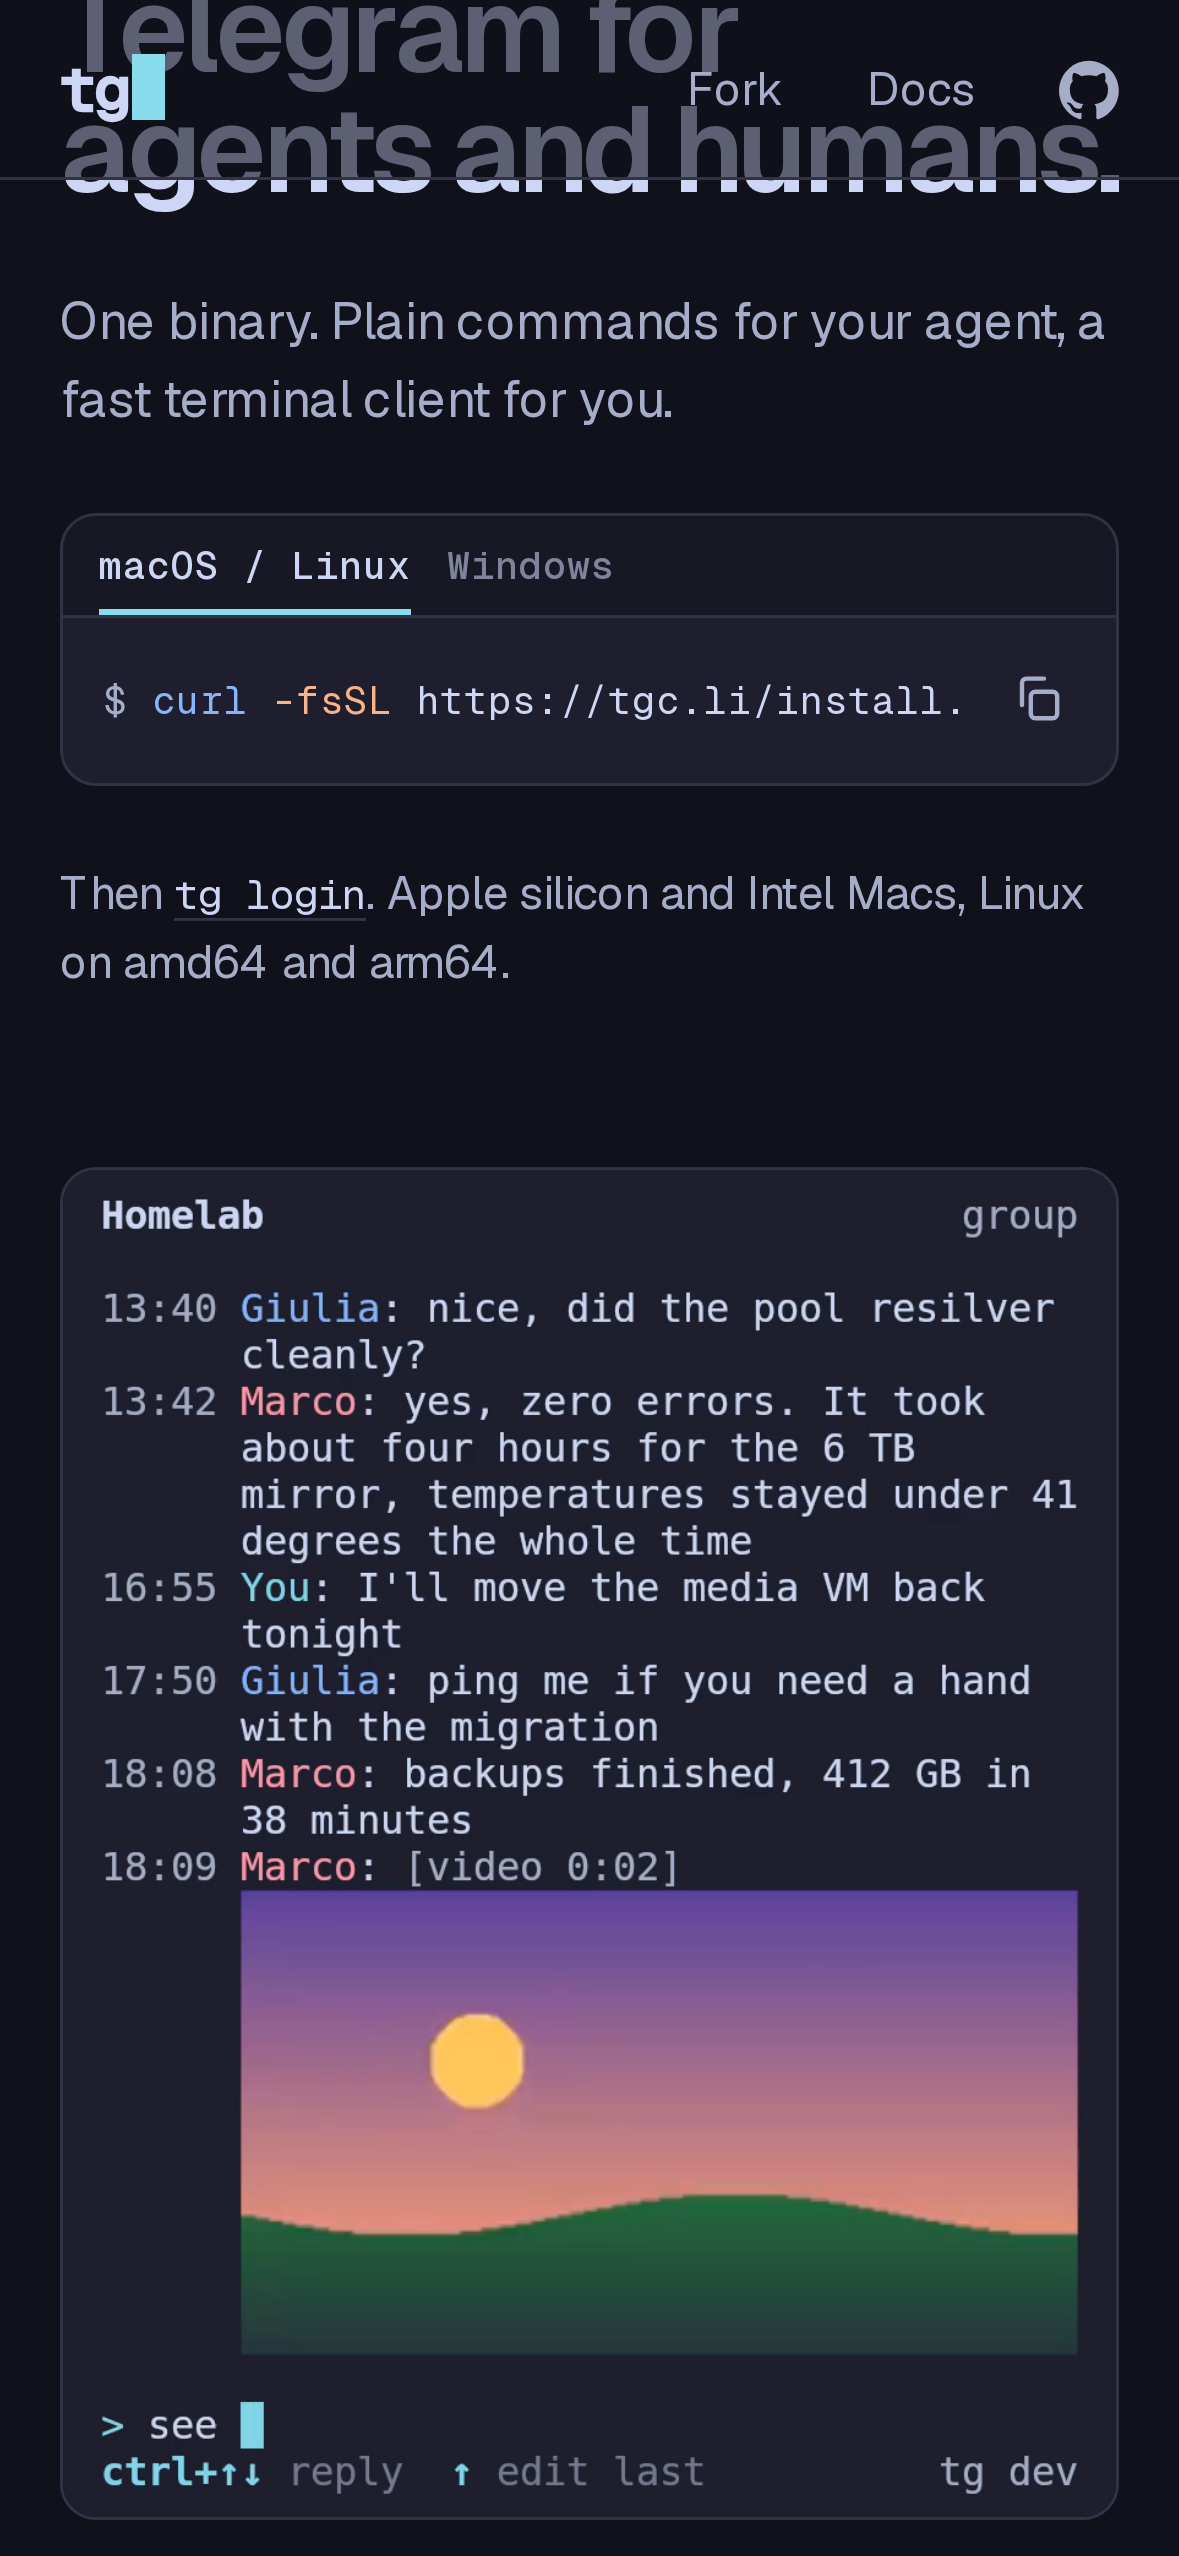 Telegram for
tg
Fork Docs
agents and humans.
One binary. Plain commands for your agent, a
fast terminal client for you.
macOS / Linux Windows
$ curl -fsSL https://tgc.li/install.
Then tg login. Apple silicon and Intel Macs, Linux
on amd64 and arm64.
Homelab group
13:40 Giulia: nice, did the pool resilver
cleanly?
13:42 Marco: yes, zero errors. It took
about four hours for the 6 TB
mirror, temperatures stayed under 41
degrees the whole time
16:55 You: I'll move the media VM back
tonight
17:50 Giulia: ping me if you need a hand
with the migration
18:08 Marco: backups finished, 412 GB in
38 minutes
18:09 Marco: [video 0:02]
> see
ctrl+↑↓ reply ↑ edit last tg dev